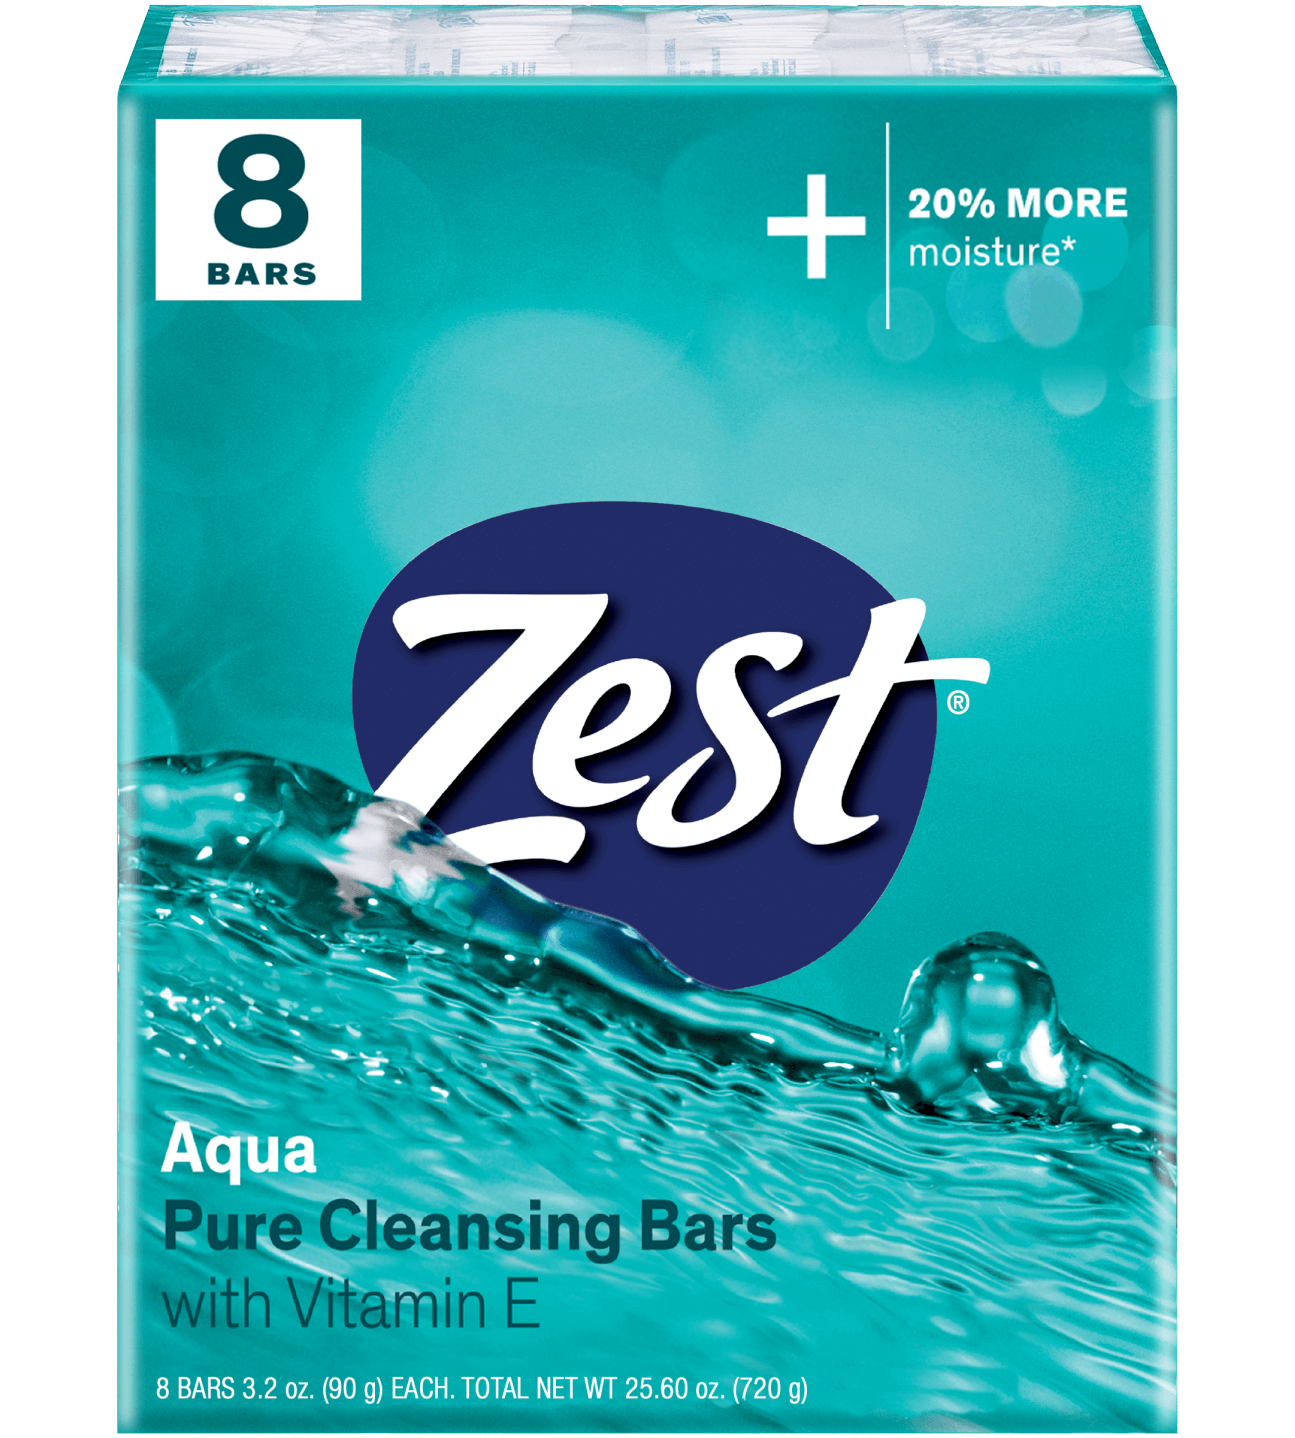 8
BARS
20% MORE
moisture*
Zest®
Aqua
Pure Cleansing Bars
with Vitamin E
8 BARS 3.2 oz. (90 g) EACH. TOTAL NET WT 25.60 oz. (720 g)